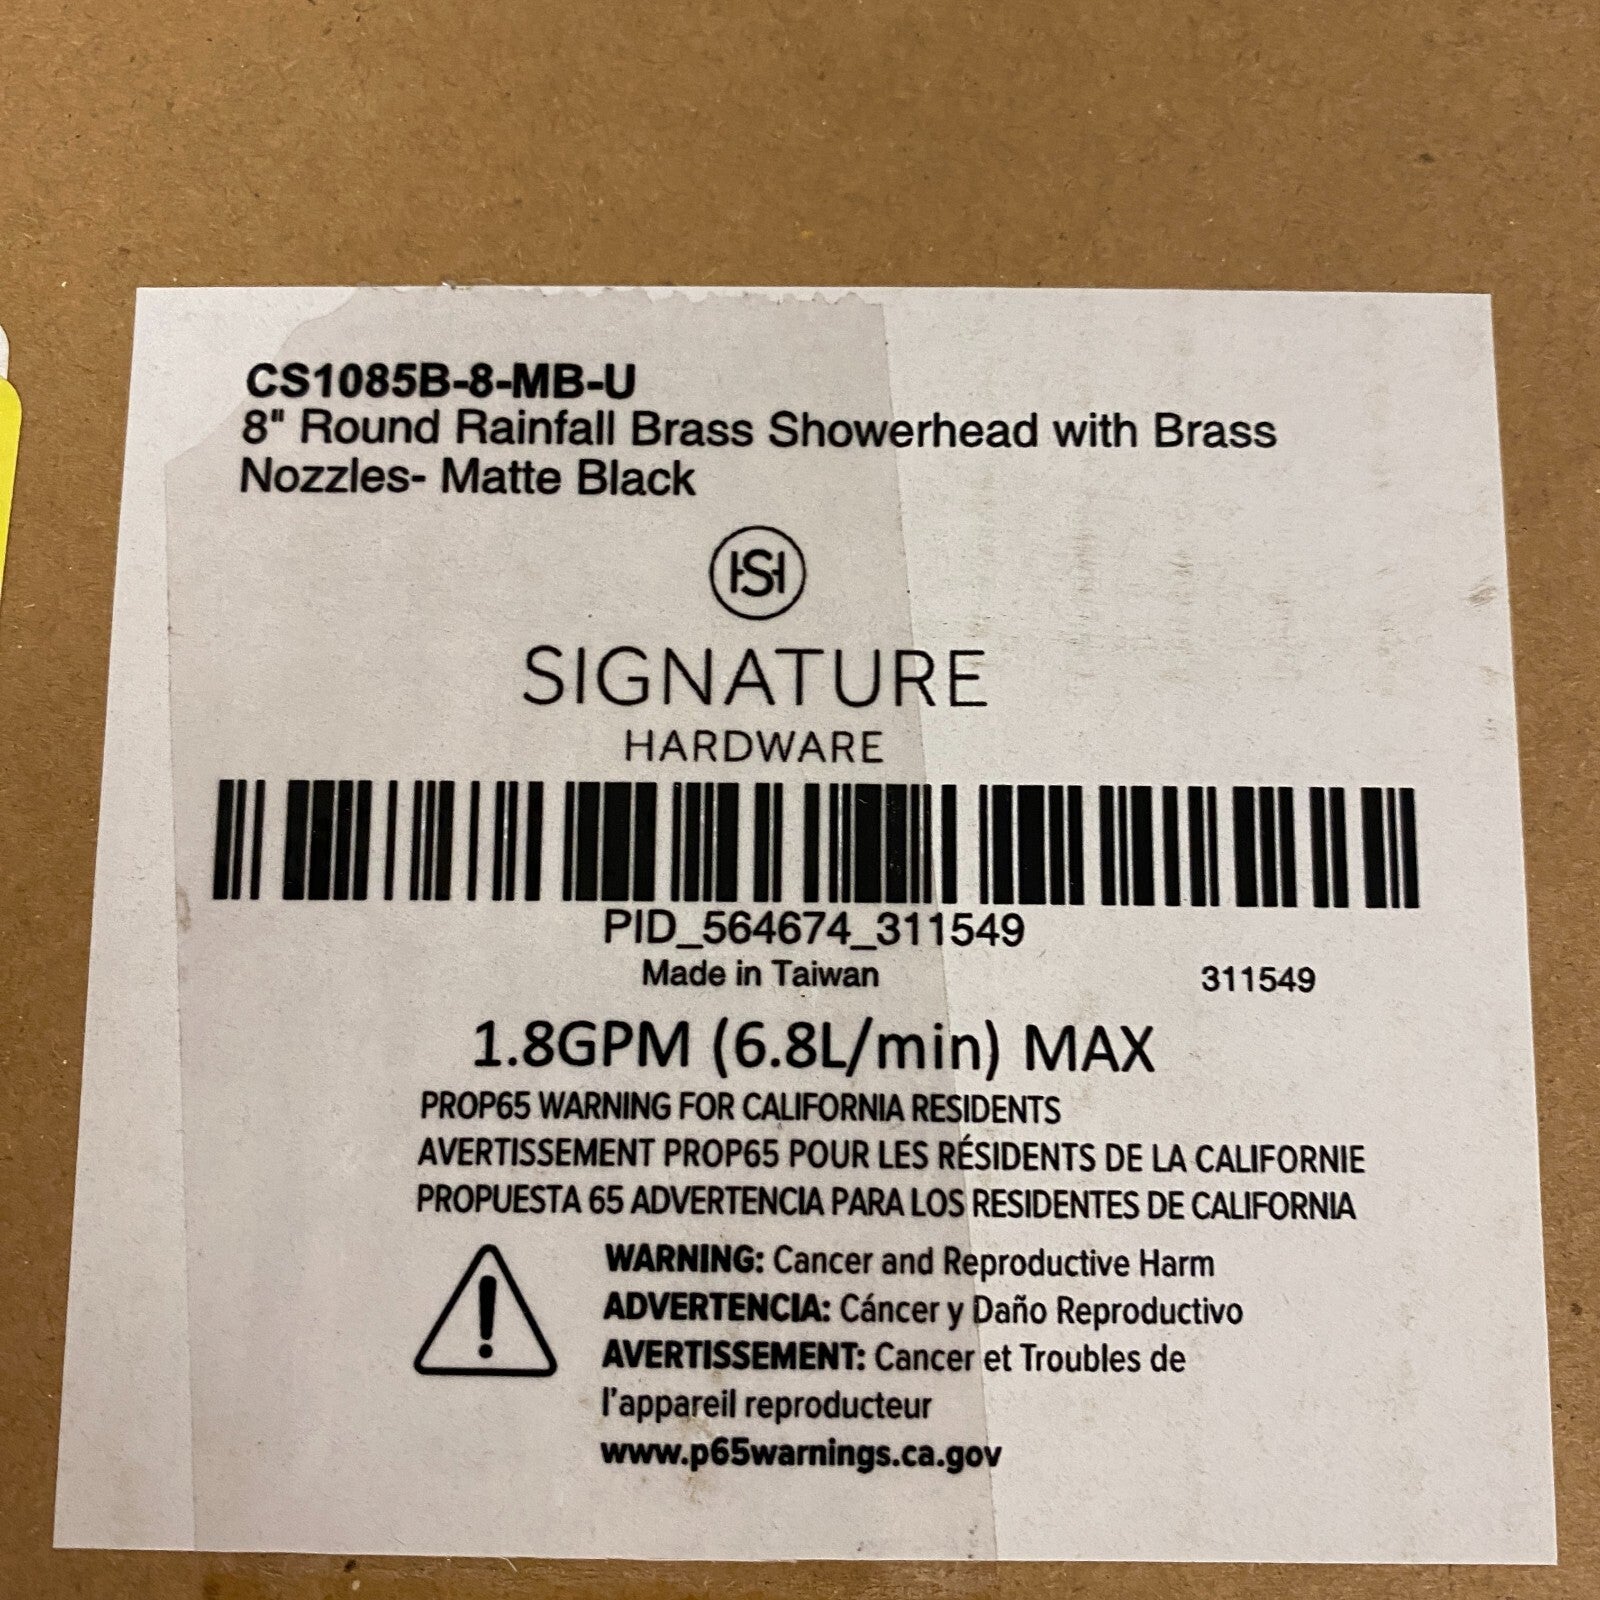 CS1085B-8-MB-U
8" Round Rainfall Brass Showerhead with Brass
Nozzles- Matte Black
HSH
SIGNATURE
HARDWARE
PID_564674_311549
Made in Taiwan 311549
1.8GPM (6.8L/min) MAX
PROP65 WARNING FOR CALIFORNIA RESIDENTS
AVERTISSEMENT PROP65 POUR LES RÉSIDENTS DE LA CALIFORNIE
PROPUESTA 65 ADVERTENCIA PARA LOS RESIDENTES DE CALIFORNIA
WARNING: Cancer and Reproductive Harm
ADVERTENCIA: Cáncer y Daño Reproductivo
AVERTISSEMENT: Cancer et Troubles de
l'appareil reproducteur
www.p65warnings.ca.gov